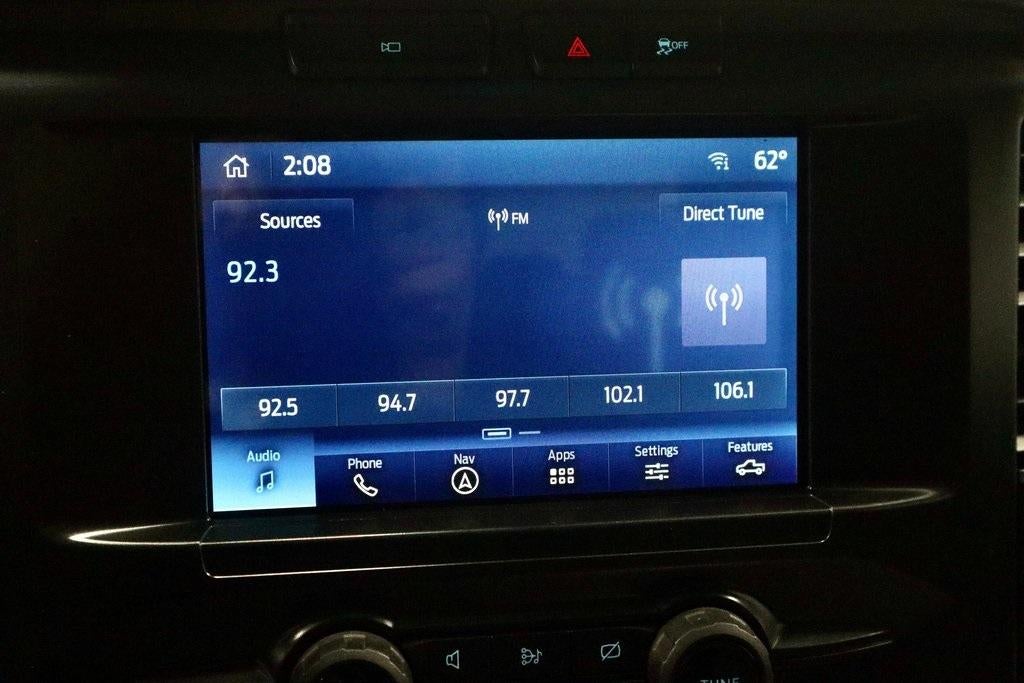 OFF
2:08 62°
Sources FM Direct Tune
92.3
92.5 94.7 97.7 102.1 106.1
Audio Phone Nav Apps Settings Features
TUNE